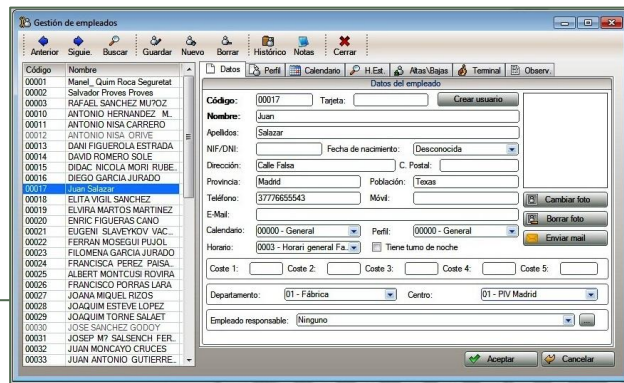 Gestión de empleados
Anterior Siguie. Buscar Guardar Nuevo Borrar Histórico Notas Cerrar
Código Nombre
00001 Manel_ Quim Roca Seguretat
00002 Salvador Proves Proves
00003 RAFAEL SANCHEZ MU?OZ
00010 ANTONIO HERNANDEZ M..
00011 ANTONIO NISA CARRERO
00012 ANTONIO NISA ORIVE
00013 DANI FIGUEROLA ESTRADA
00014 DAVID ROMERO SOLE
00015 DIDAC NICOLA MORI RUBE..
00016 DIEGO GARCIA JURADO
00017 Juan Salazar
00018 ELITA VIGIL SANCHEZ
00019 ELVIRA MARTOS MARTINEZ
00020 ENRIC FIGUERAS CANO
00021 EUGENI SLAVEYKOV VAC...
00022 FERRAN MOSEGUI PUJOL
00023 FILOMENA GARCIA JURADO
00024 FRANCISCA PEREZ PAISA...
00025 ALBERT MONTCUSI ROVIRA
00026 FRANCISCO PORRAS LARA
00027 JOANA MIQUEL RIZOS
00028 JOAQUIM ESTEVE LOPEZ
00029 JOAQUIM TORNE SALAET
00030 JOSE SANCHEZ GODOY
00031 JOSEP M? SALSENCH FER..
00032 JUAN MONCAYO CRUCES
00033 JUAN ANTONIO GUTIERRE..
Datos Perfil Calendario H.Est. Altas\Bajas Terminal Observ.
Datos del empleado
Código: 00017 Tarjeta: Crear usuario
Nombre: Juan
Apellidos: Salazar
NIF/DNI: Fecha de nacimiento: Desconocida
Dirección: Calle Falsa C. Postal:
Provincia: Madrid Población: Texas
Teléfono: 37776655543 Móvil:
E-Mail:
Calendario: 00000 - General Perfil: 00000 - General
Horario: 0003 - Horari general Fa.. Tiene turno de noche
Cambiar foto
Borrar foto
Enviar mail
Coste 1: Coste 2: Coste 3: Coste 4: Coste 5:
Departamento: 01 - Fábrica Centro: 01 - PIV Madrid
Empleado responsable: Ninguno ...
Aceptar Cancelar